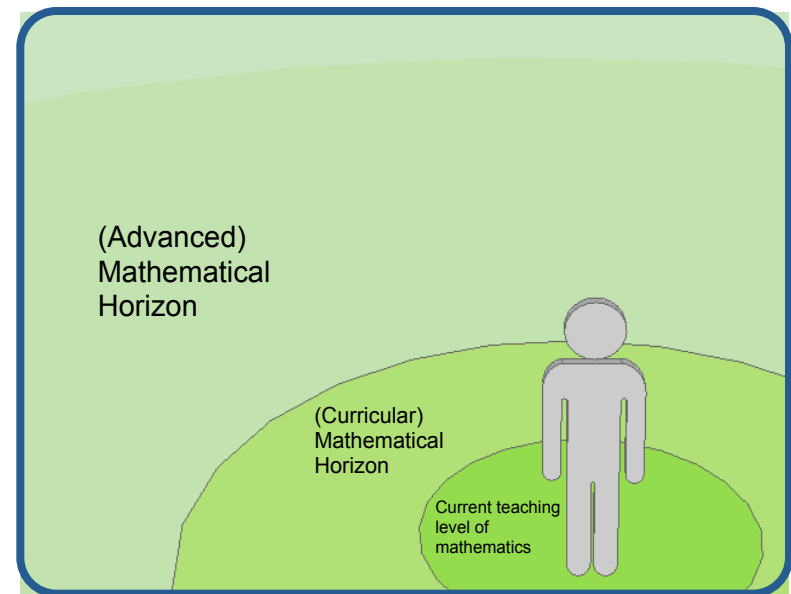 (Advanced)
Mathematical
Horizon
(Curricular)
Mathematical
Horizon
Current teaching
level of
mathematics